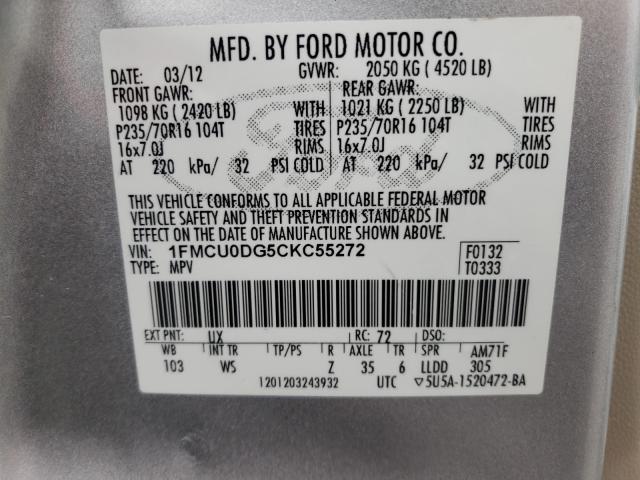 MFD. BY FORD MOTOR CO.
DATE: 03/12 GVWR: 2050 KG ( 4520 LB)
FRONT GAWR: REAR GAWR:
1098 KG ( 2420 LB) WITH 1021 KG ( 2250 LB) WITH
P235/70R16 104T TIRES P235/70R16 104T TIRES
16x7.0J RIMS 16x7.0J RIMS
AT 220 kPa/ 32 PSI COLD AT 220 kPa/ 32 PSI COLD
Ford
THIS VEHICLE CONFORMS TO ALL APPLICABLE FEDERAL MOTOR
VEHICLE SAFETY AND THEFT PREVENTION STANDARDS IN
EFFECT ON THE DATE OF MANUFACTURE SHOWN ABOVE.
VIN: 1FMCU0DG5CKC55272 F0132
TYPE: MPV T0333
EXT PNT: UX RC: 72 DSO:
WB INT TR TP/PS R AXLE TR SPR AM71F
103 WS Z 35 6 LLDD 305
1201203243932 UTC ▽5U5A-1520472-BA